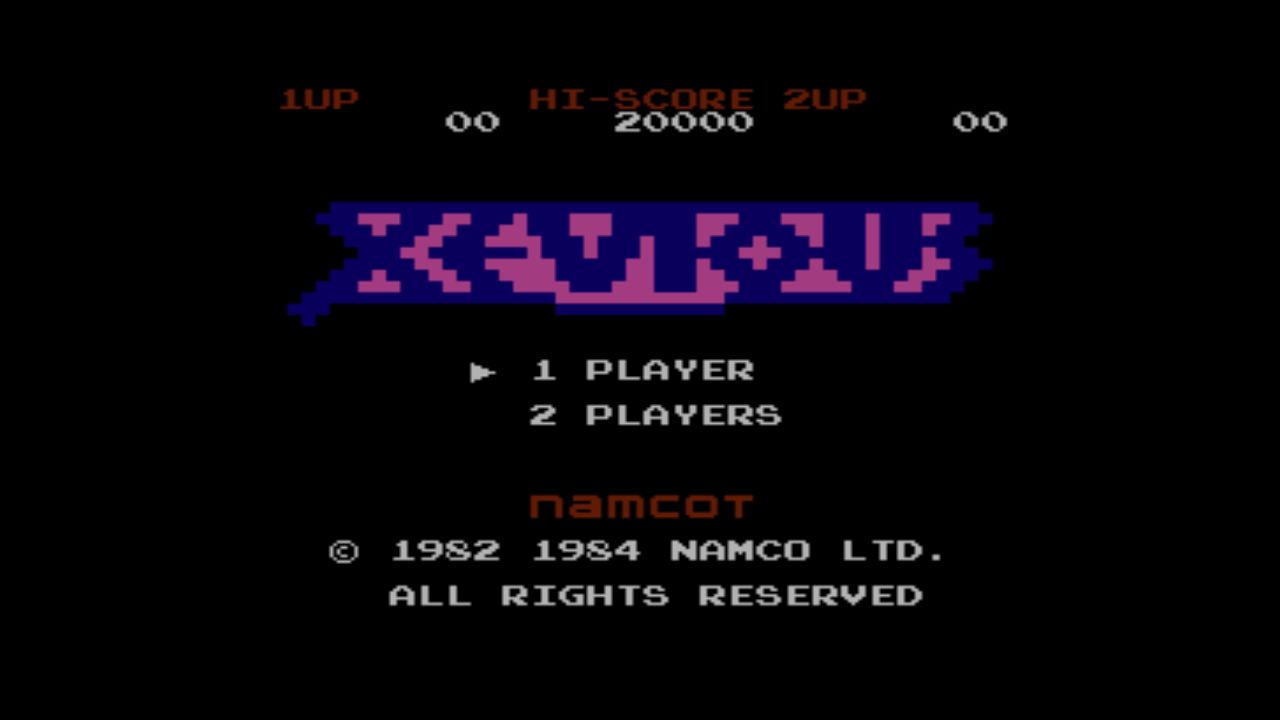 1UP HI-SCORE 2UP
00 20000 00
XEVIOUS
1 PLAYER
2 PLAYERS
namcot
© 1982 1984 NAMCO LTD.
ALL RIGHTS RESERVED